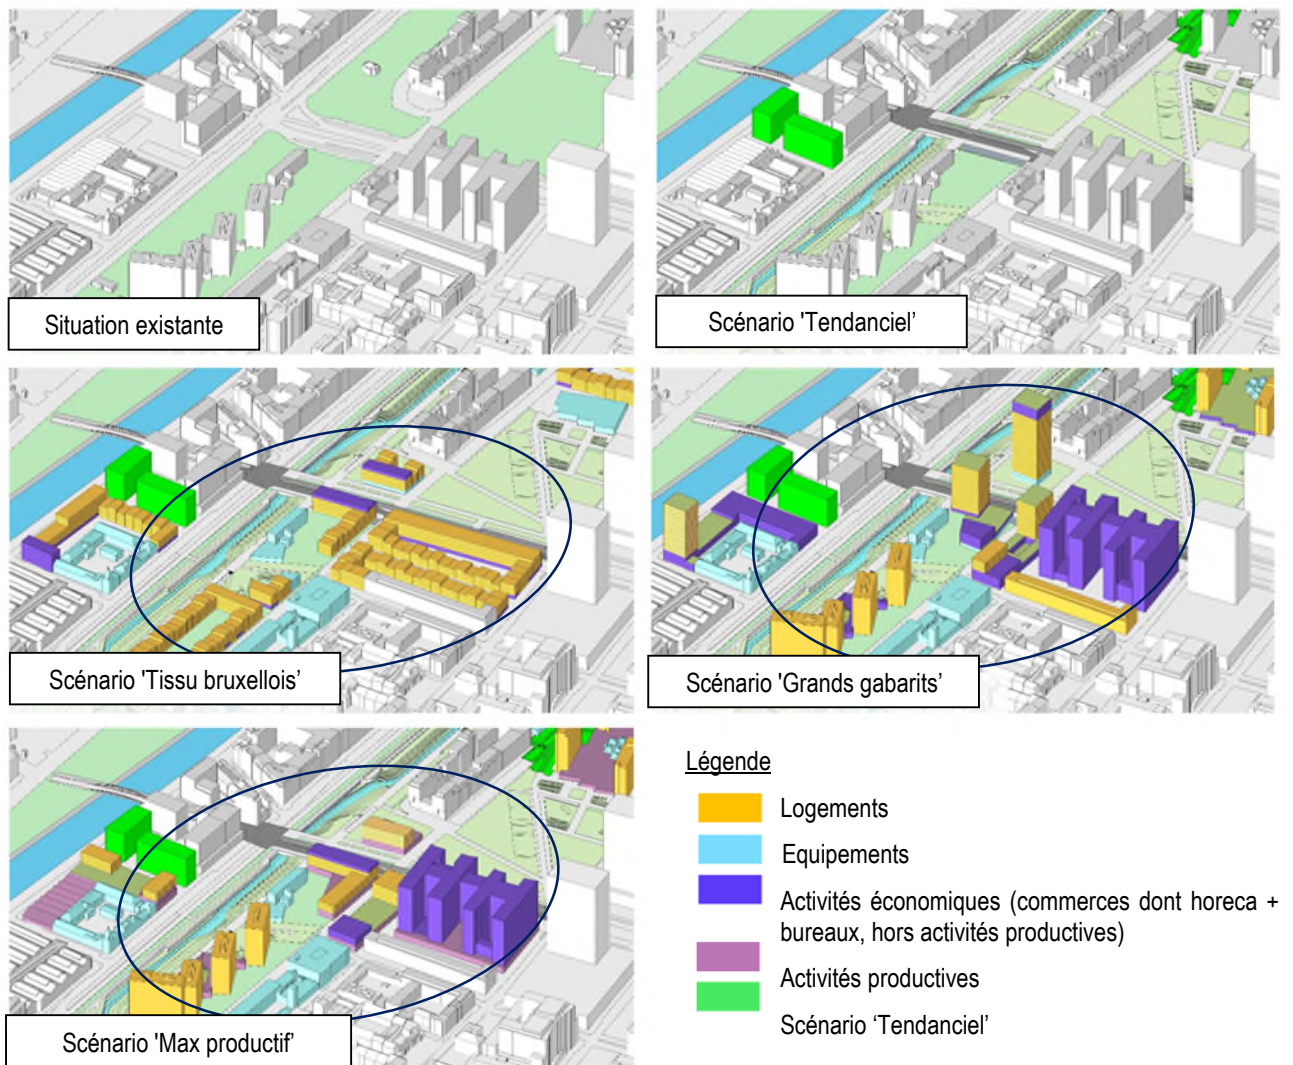 Situation existante
Scénario 'Tendanciel’
Scénario 'Tissu bruxellois’
Scénario 'Grands gabarits’
Scénario 'Max productif’
Légende
Logements
Equipements
Activités économiques (commerces dont horeca +
bureaux, hors activités productives)
Activités productives
Scénario ‘Tendanciel’